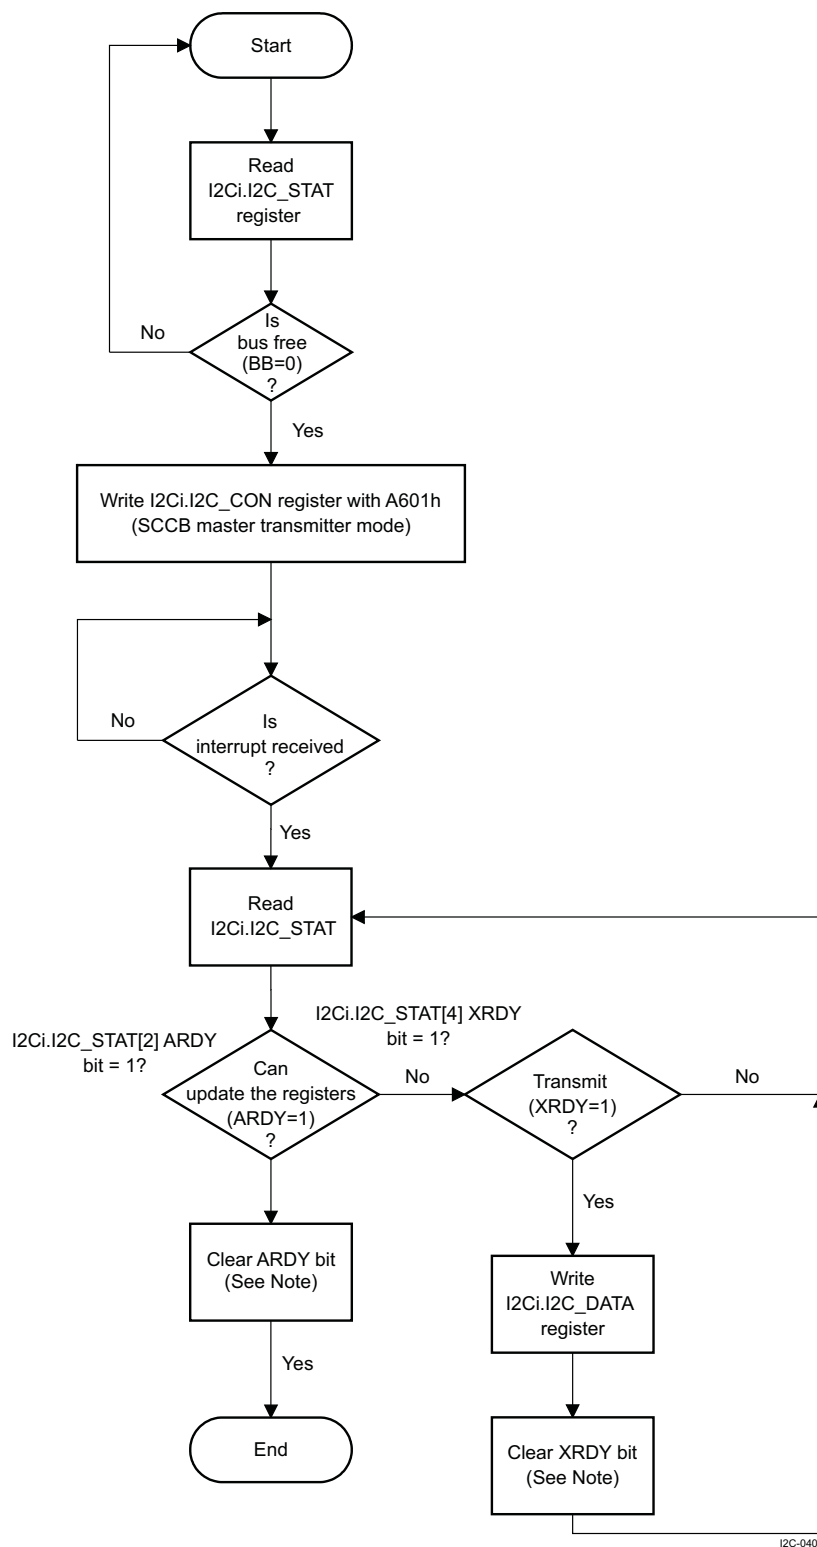 Start
Read
I2Ci.I2C_STAT
register
Is
bus free
(BB=0)
?
No
Yes
Write I2Ci.I2C_CON register with A601h
(SCCB master transmitter mode)
Is
interrupt received
?
No
Yes
Read
I2Ci.I2C_STAT
I2Ci.I2C_STAT[2] ARDY
bit = 1?
I2Ci.I2C_STAT[4] XRDY
bit = 1?
Can
update the registers
(ARDY=1)
?
No
Transmit
(XRDY=1)
?
No
Yes
Clear ARDY bit
(See Note)
Write
I2Ci.I2C_DATA
register
Yes
End
Clear XRDY bit
(See Note)
I2C-040